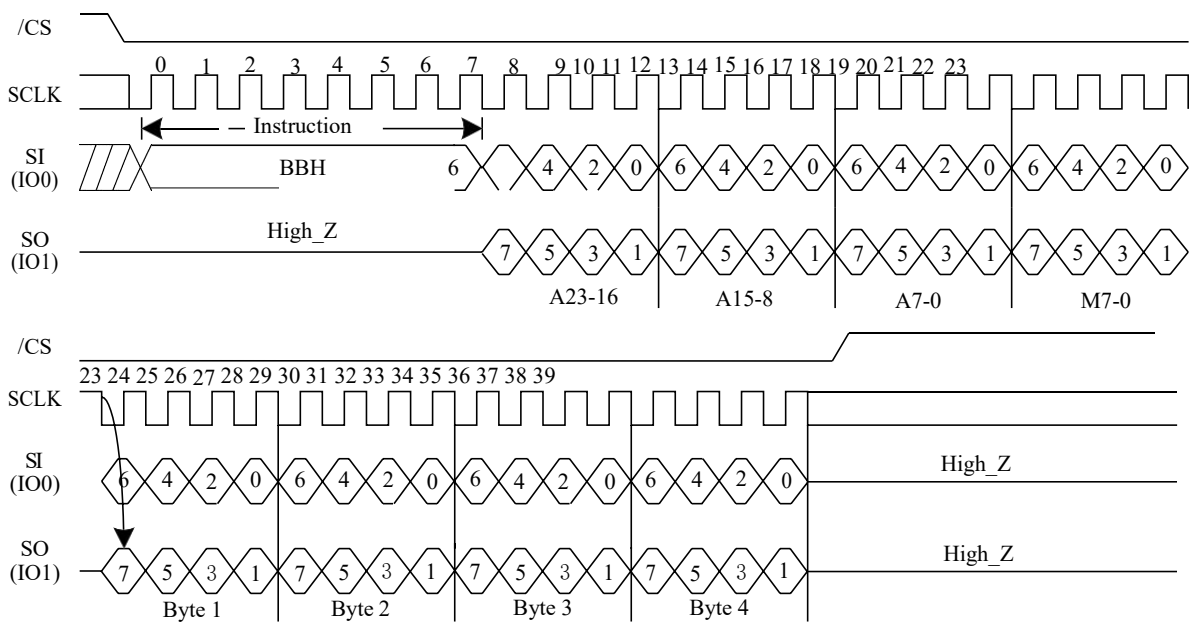 /CS
0 1 2 3 4 5 6 7 8 9 10 11 12 13 14 15 16 17 18 19 20 21 22 23
SCLK
Instruction
SI
(IO0)
BBH
6 4 2 0 6 4 2 0 6 4 2 0 6 4 2 0
SO
(IO1)
High_Z
7 5 3 1 7 5 3 1 7 5 3 1 7 5 3 1
A23-16 A15-8 A7-0 M7-0
/CS
23 24 25 26 27 28 29 30 31 32 33 34 35 36 37 38 39
SCLK
SI
(IO0)
6 4 2 0 6 4 2 0 6 4 2 0 6 4 2 0
High_Z
SO
(IO1)
7 5 3 1 7 5 3 1 7 5 3 1 7 5 3 1
High_Z
Byte 1 Byte 2 Byte 3 Byte 4